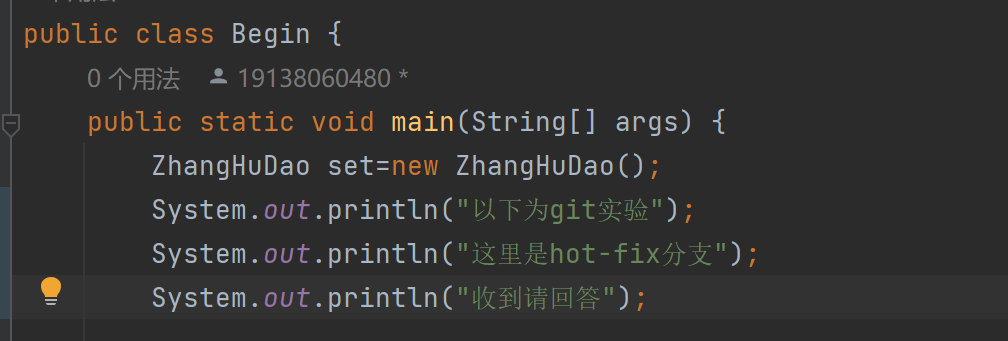 public class Begin {
0 个用法 19138060480 *
public static void main(String[] args) {
ZhangHuDao set=new ZhangHuDao();
System.out.println("以下为git实验");
System.out.println("这里是hot-fix分支");
System.out.println("收到请回答");